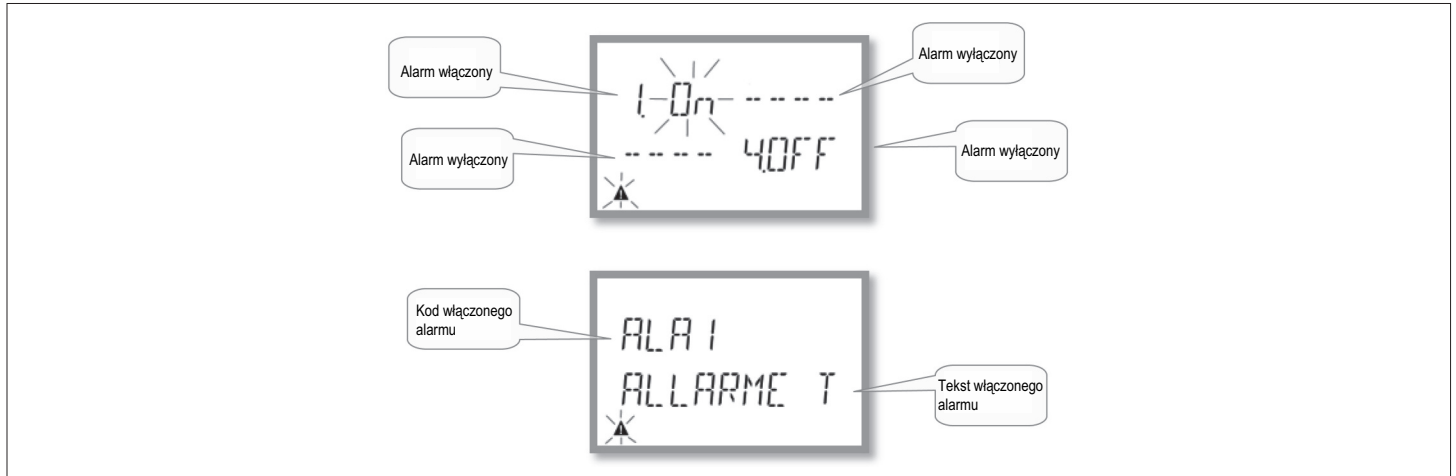 Alarm włączony
Alarm wyłączony
1.On ----
Alarm wyłączony
---- 4.OFF
Alarm wyłączony
Kod włączonego
alarmu
ALA1
ALLARME T
Tekst włączonego
alarmu